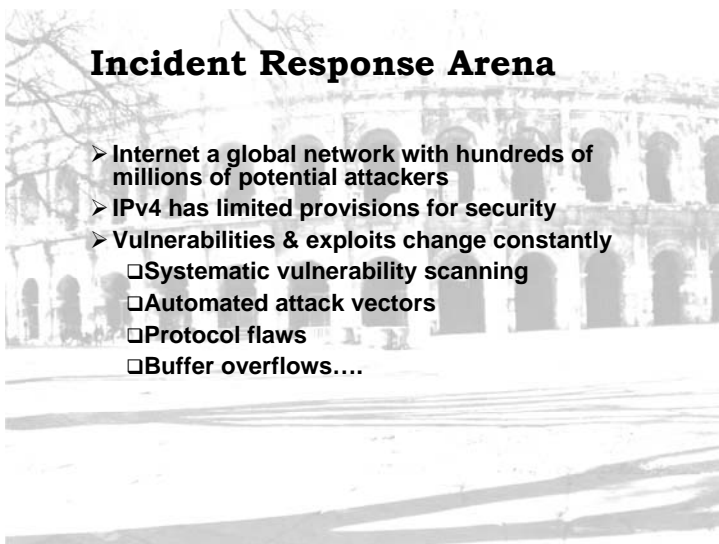 Incident Response Arena
➢ Internet a global network with hundreds of
millions of potential attackers
➢ IPv4 has limited provisions for security
➢ Vulnerabilities & exploits change constantly
❑Systematic vulnerability scanning
❑Automated attack vectors
❑Protocol flaws
❑Buffer overflows….